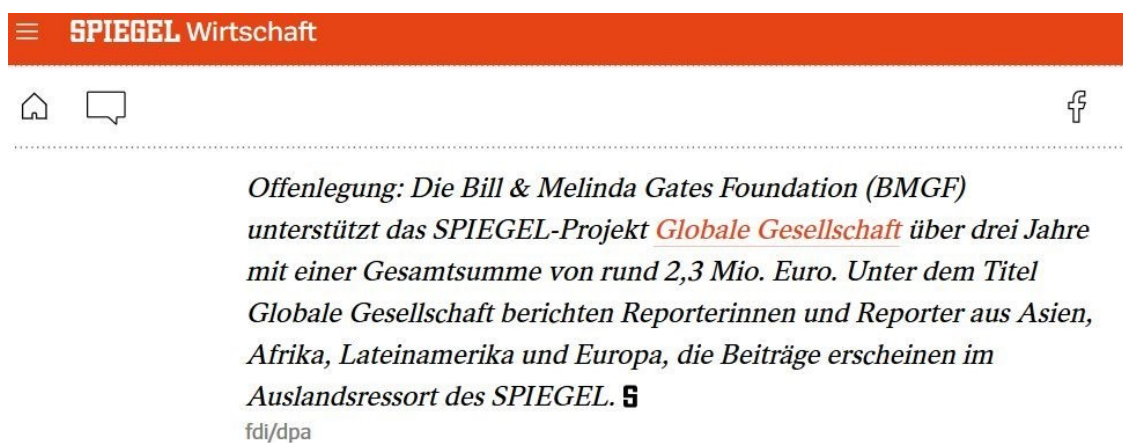 SPIEGEL Wirtschaft
Offenlegung: Die Bill & Melinda Gates Foundation (BMGF)
unterstützt das SPIEGEL-Projekt Globale Gesellschaft über drei Jahre
mit einer Gesamtsumme von rund 2,3 Mio. Euro. Unter dem Titel
Globale Gesellschaft berichten Reporterinnen und Reporter aus Asien,
Afrika, Lateinamerika und Europa, die Beiträge erscheinen im
Auslandsressort des SPIEGEL. S
fdi/dpa